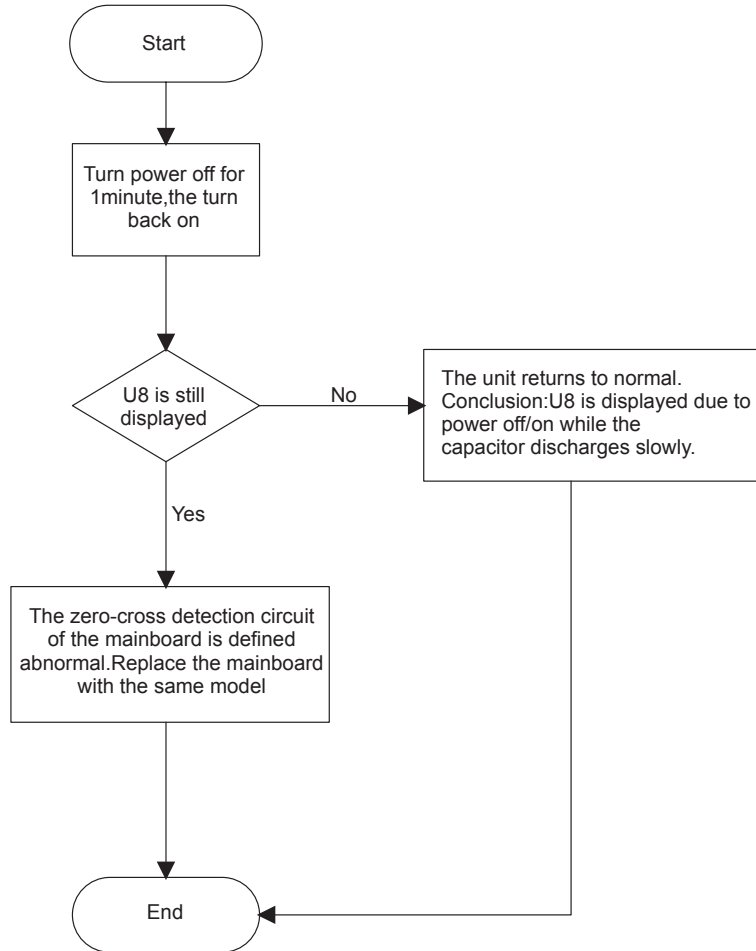 Start
Turn power off for
1minute,the turn
back on
U8 is still
displayed
No
The unit returns to normal.
Conclusion:U8 is displayed due to
power off/on while the
capacitor discharges slowly.
Yes
The zero-cross detection circuit
of the mainboard is defined
abnormal.Replace the mainboard
with the same model
End